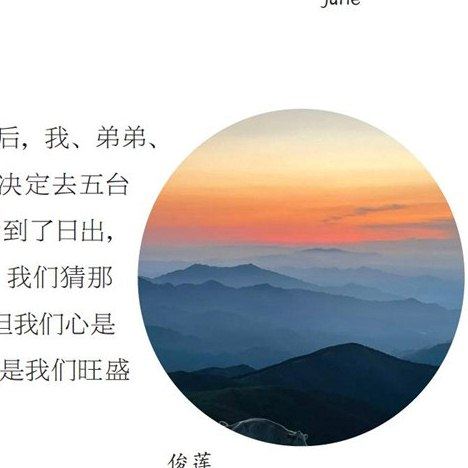 June
后，我、弟弟、
决定去五台
到了日出，
我们猜那
但我们心是
是我们旺盛
俊莲